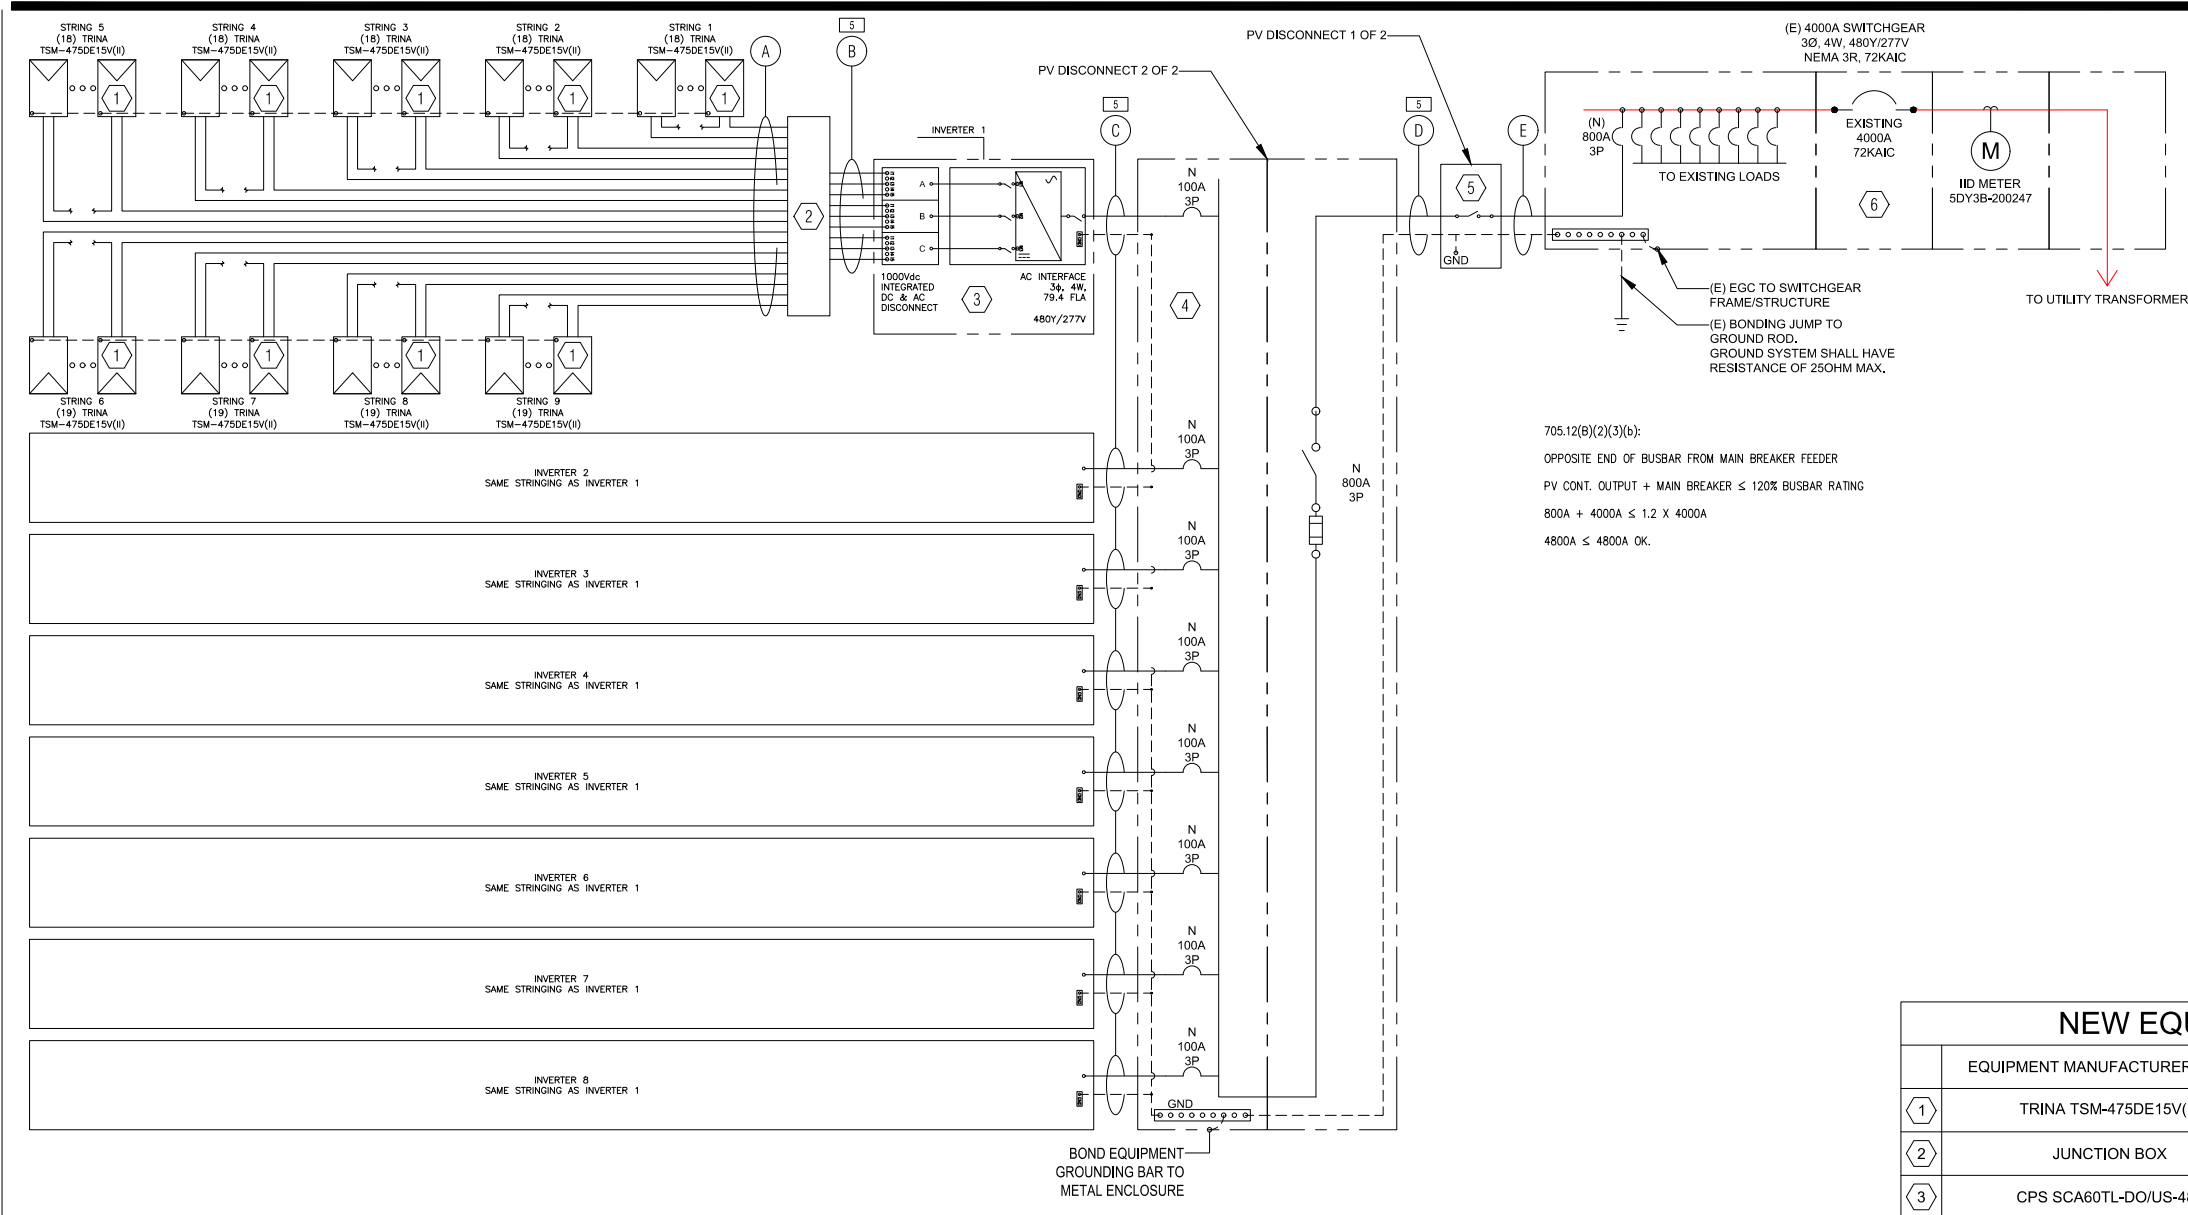 STRING 5
(18) TRINA
TSM-475DE15V(II)
STRING 4
(18) TRINA
TSM-475DE15V(II)
STRING 3
(18) TRINA
TSM-475DE15V(II)
STRING 2
(18) TRINA
TSM-475DE15V(II)
STRING 1
(18) TRINA
TSM-475DE15V(II)
1
1
1
1
1
A
5
B
2
INVERTER 1
A
B
C
1000Vdc
INTEGRATED
DC & AC
DISCONNECT
3
AC INTERFACE
3ϕ, 4W,
79.4 FLA
480Y/277V
1
1
1
1
STRING 6
(19) TRINA
TSM-475DE15V(II)
STRING 7
(19) TRINA
TSM-475DE15V(II)
STRING 8
(19) TRINA
TSM-475DE15V(II)
STRING 9
(19) TRINA
TSM-475DE15V(II)
INVERTER 2
SAME STRINGING AS INVERTER 1
INVERTER 3
SAME STRINGING AS INVERTER 1
INVERTER 4
SAME STRINGING AS INVERTER 1
INVERTER 5
SAME STRINGING AS INVERTER 1
INVERTER 6
SAME STRINGING AS INVERTER 1
INVERTER 7
SAME STRINGING AS INVERTER 1
INVERTER 8
SAME STRINGING AS INVERTER 1
PV DISCONNECT 2 OF 2
PV DISCONNECT 1 OF 2
5
C
N
100A
3P
4
N
100A
3P
N
100A
3P
N
100A
3P
N
100A
3P
N
100A
3P
N
100A
3P
N
100A
3P
GND
BOND EQUIPMENT
GROUNDING BAR TO
METAL ENCLOSURE
N
800A
3P
5
D
5
GND
E
(E) 4000A SWITCHGEAR
3Ø, 4W, 480Y/277V
NEMA 3R, 72KAIC
(N)
800A
3P
TO EXISTING LOADS
EXISTING
4000A
72KAIC
6
M
IID METER
5DY3B-200247
TO UTILITY TRANSFORMER
(E) EGC TO SWITCHGEAR
FRAME/STRUCTURE
(E) BONDING JUMP TO
GROUND ROD.
GROUND SYSTEM SHALL HAVE
RESISTANCE OF 25OHM MAX.
705.12(B)(2)(3)(b):
OPPOSITE END OF BUSBAR FROM MAIN BREAKER FEEDER
PV CONT. OUTPUT + MAIN BREAKER ≤ 120% BUSBAR RATING
800A + 4000A ≤ 1.2 X 4000A
4800A ≤ 4800A OK.
NEW EQU
EQUIPMENT MANUFACTURER
1
TRINA TSM-475DE15V(
2
JUNCTION BOX
3
CPS SCA60TL-DO/US-4